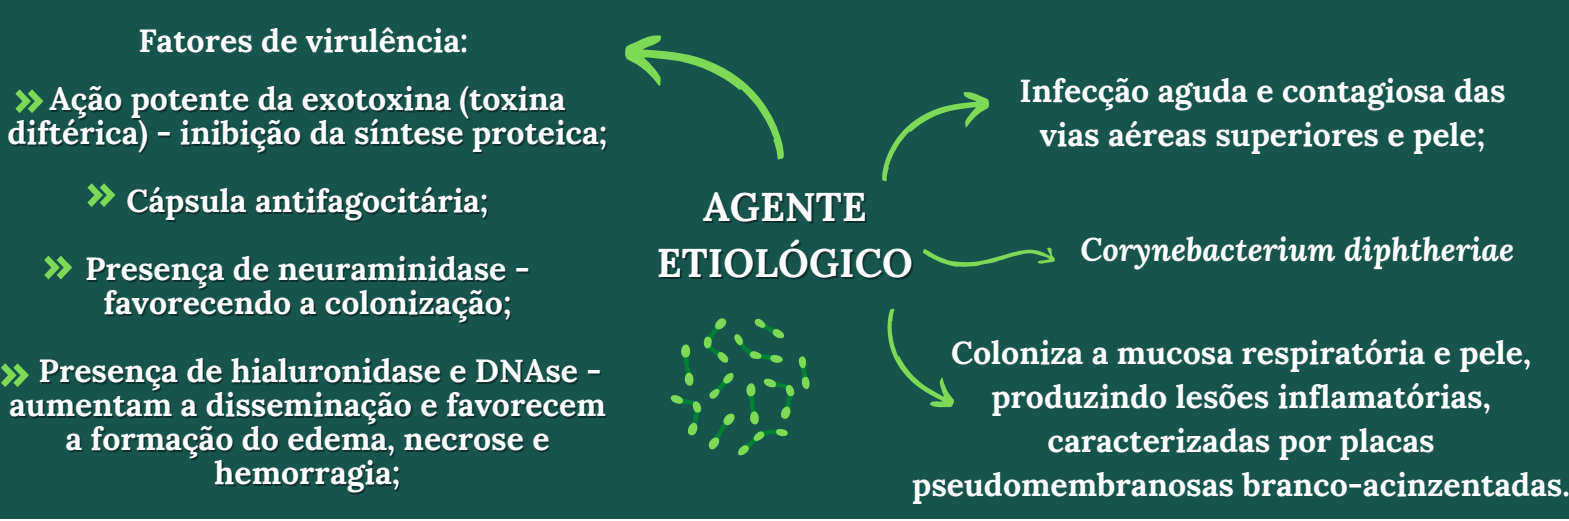 Fatores de virulência:
Ação potente da exotoxina (toxina
diftérica) - inibição da síntese proteica;
Cápsula antifagocitária;
Presença de neuraminidase -
favorecendo a colonização;
Presença de hialuronidase e DNAse -
aumentam a disseminação e favorecem
a formação do edema, necrose e
hemorragia;
AGENTE
ETIOLÓGICO
Infecção aguda e contagiosa das
vias aéreas superiores e pele;
Corynebacterium diphtheriae
Coloniza a mucosa respiratória e pele,
produzindo lesões inflamatórias,
caracterizadas por placas
pseudomembranosas branco-acinzentadas.